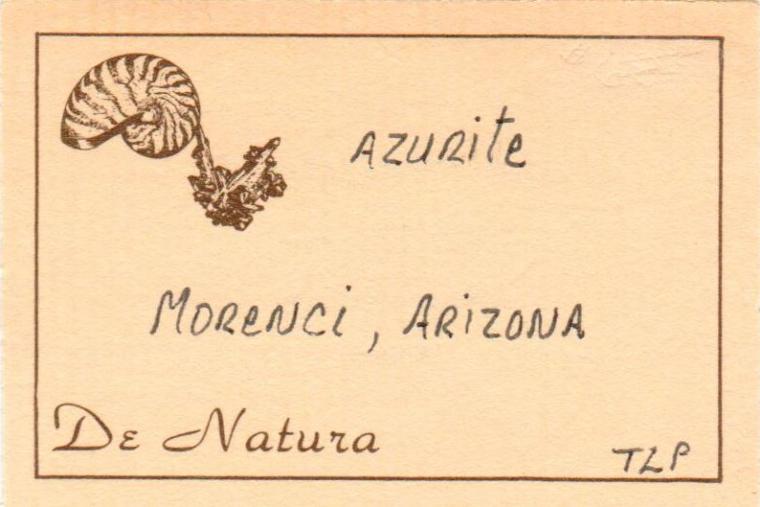 AZURite
MORENCi, ARiZONA
De Natura
TLP